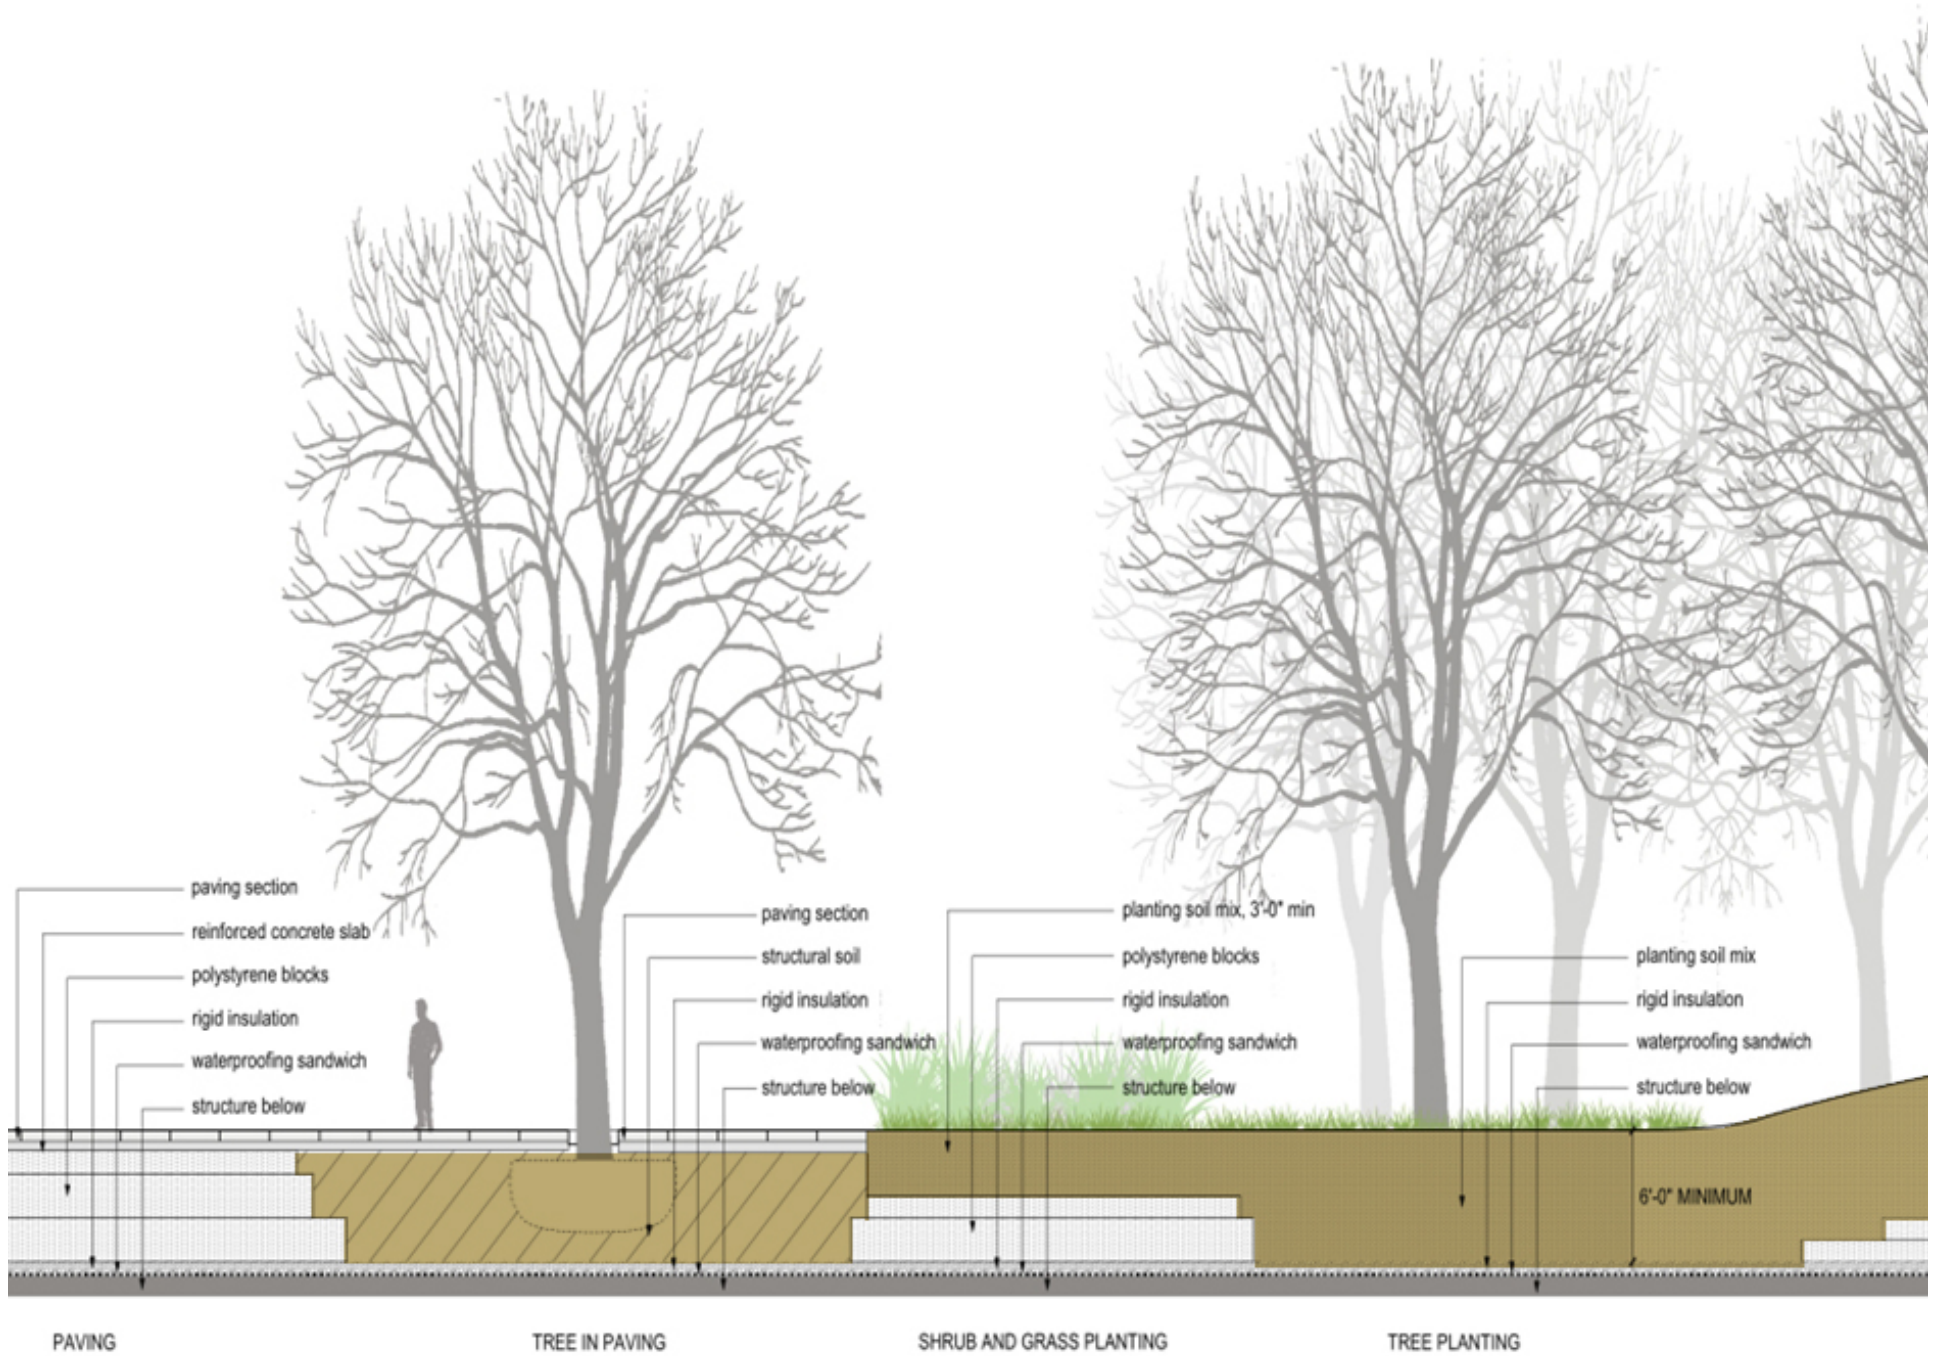 paving section
reinforced concrete slab
polystyrene blocks
rigid insulation
waterproofing sandwich
structure below
paving section
structural soil
rigid insulation
waterproofing sandwich
structure below
planting soil mix, 3'-0" min
polystyrene blocks
rigid insulation
waterproofing sandwich
structure below
planting soil mix
rigid insulation
waterproofing sandwich
structure below
6'-0" MINIMUM
PAVING
TREE IN PAVING
SHRUB AND GRASS PLANTING
TREE PLANTING